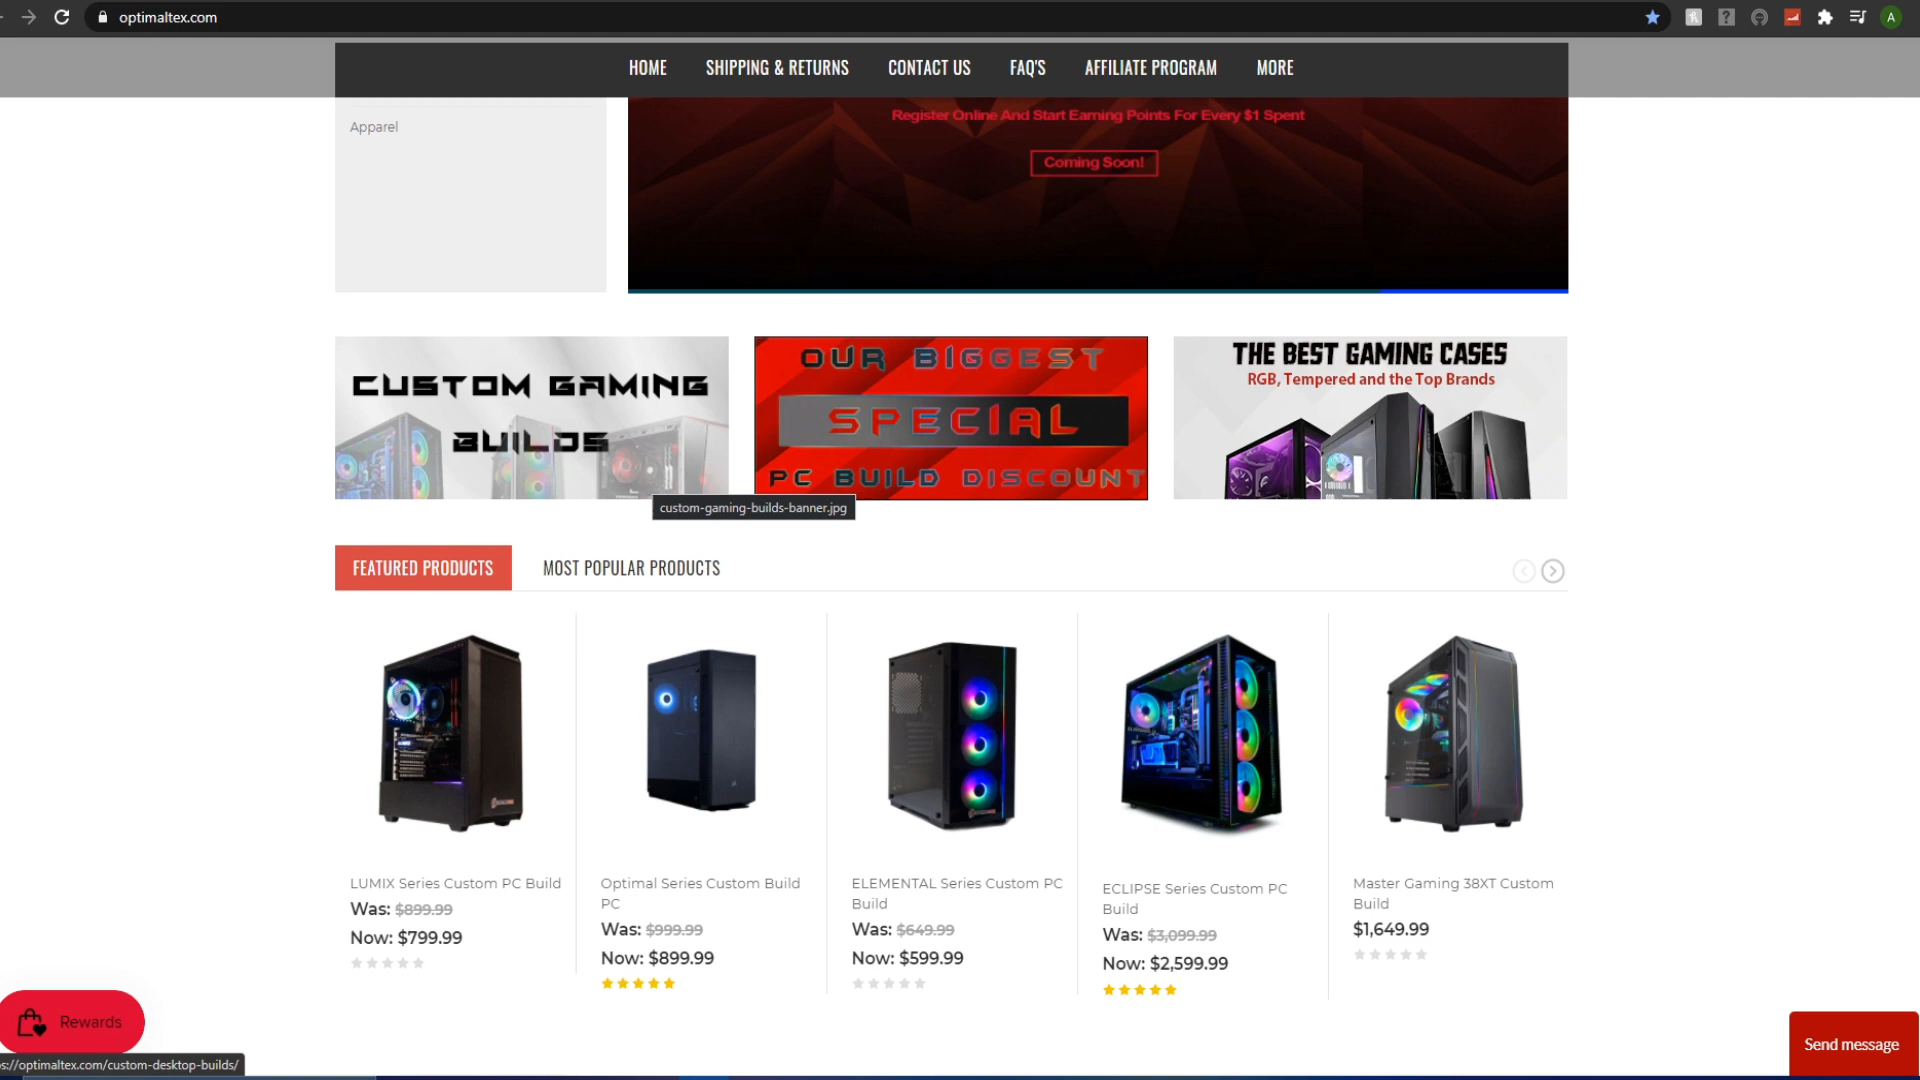 optimaltex.com
A
HOME SHIPPING & RETURNS CONTACT US FAQ'S AFFILIATE PROGRAM MORE
Apparel
Register Online And Start Earning Points For Every $1 Spent
Coming Soon!
CUSTOM GAMING
BUILDS
OUR BIGGEST
SPECIAL
PC BUILD DISCOUNT
THE BEST GAMING CASES
RGB, Tempered and the Top Brands
custom-gaming-builds-banner.jpg
FEATURED PRODUCTS MOST POPULAR PRODUCTS
LUMIX Series Custom PC Build
Was: $899.99
Now: $799.99
Optimal Series Custom Build
PC
Was: $999.99
Now: $899.99
ELEMENTAL Series Custom PC
Build
Was: $649.99
Now: $599.99
ECLIPSE Series Custom PC
Build
Was: $3,099.99
Now: $2,599.99
Master Gaming 38XT Custom
Build
$1,649.99
Rewards
Send message
s://optimaltex.com/custom-desktop-builds/